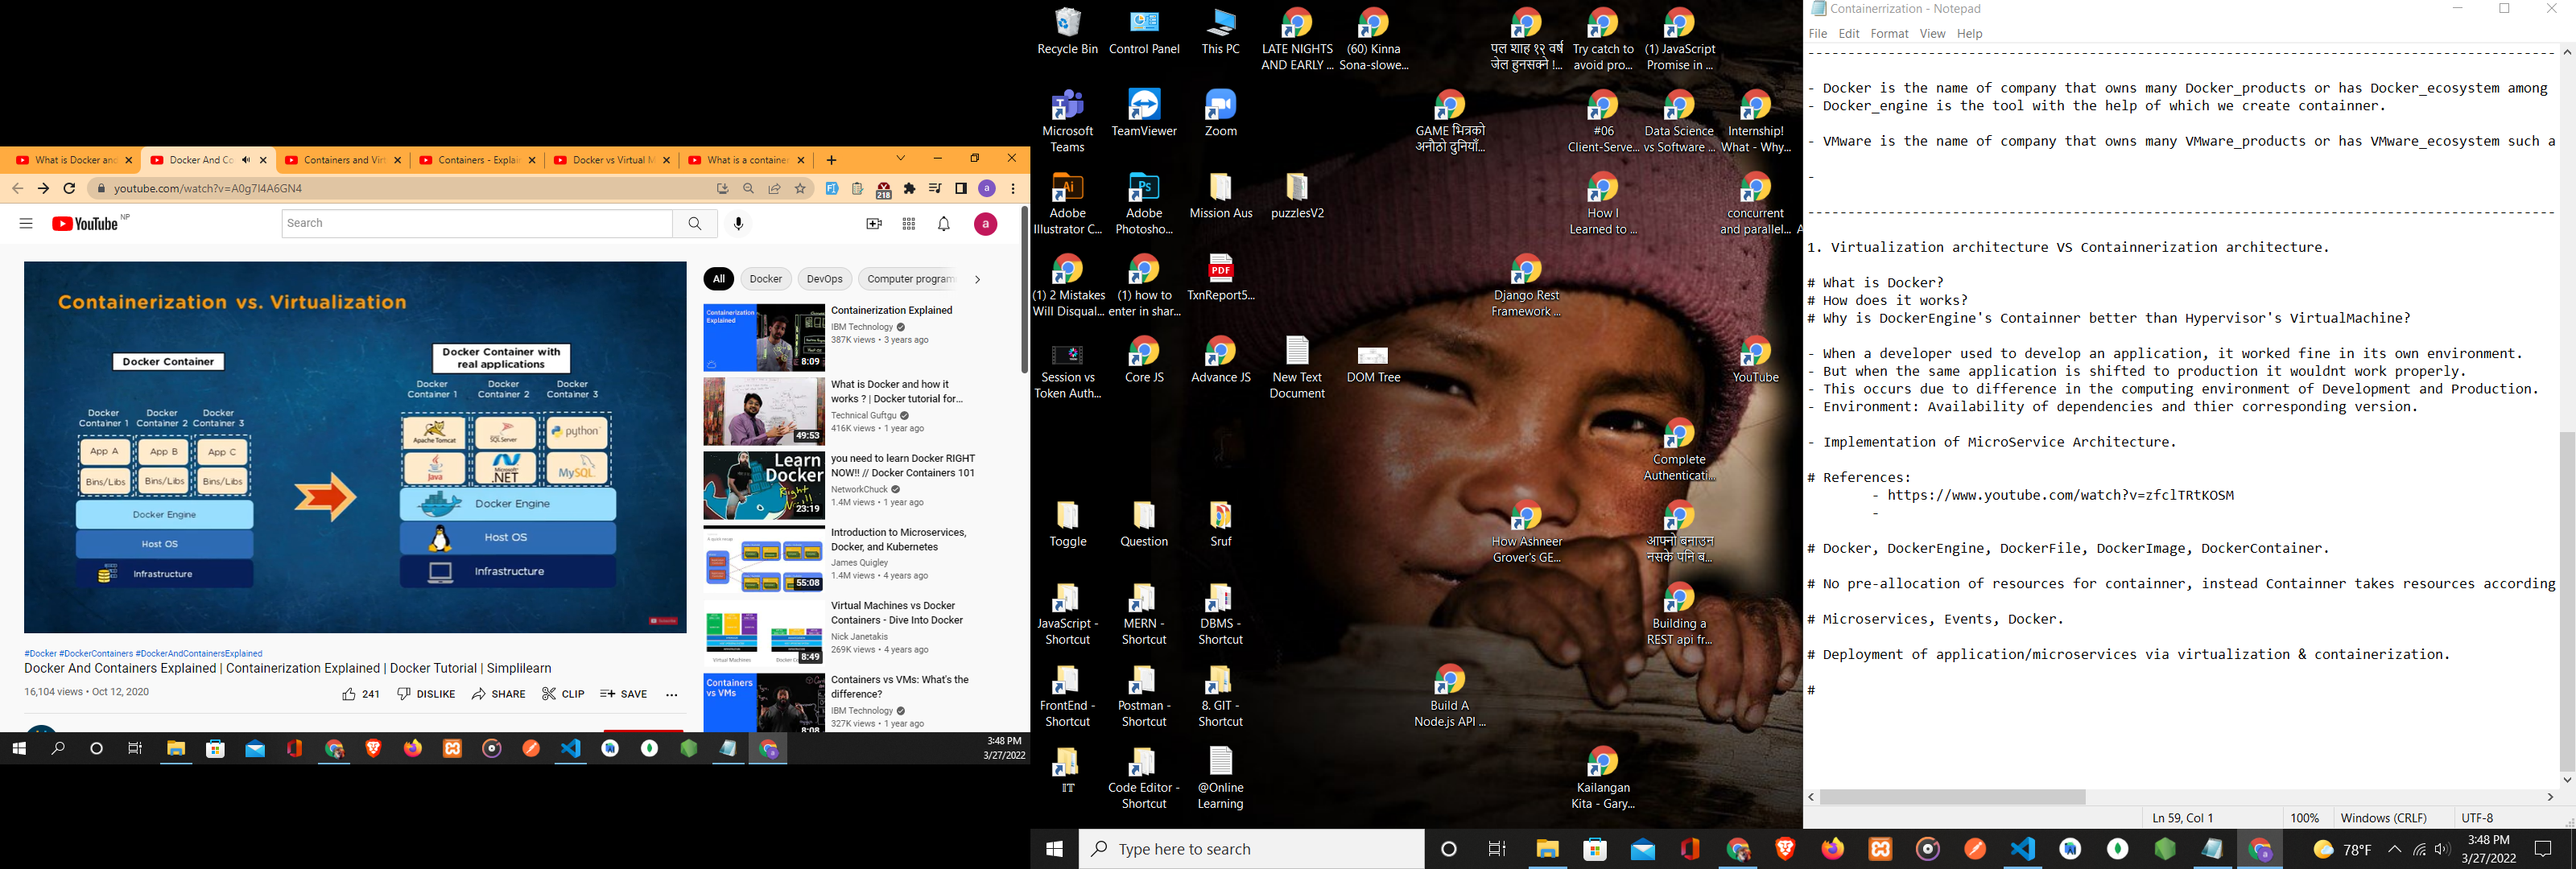 What is Docker and
Docker And Co
Containers and Virt
Containers - Explain
Docker vs Virtual M
What is a container
youtube.com/watch?v=A0g7I4A6GN4
218
a
YouTube NP
Search
a
Containerization vs. Virtualization
Docker Container
Docker Container with
real applications
Docker
Container 1
Docker
Container 2
Docker
Container 3
Docker
Container 1
Docker
Container 2
Docker
Container 3
App A
App B
App C
Bins/Libs
Bins/Libs
Bins/Libs
Docker Engine
Host OS
Infrastructure
Apache Tomcat
SQL Server
python
Java
Microsoft
.NET
MySQL
Docker Engine
Host OS
Infrastructure
#Docker #DockerContainers #DockerAndContainersExplained
Docker And Containers Explained | Containerization Explained | Docker Tutorial | Simplilearn
16,104 views • Oct 12, 2020
241 DISLIKE SHARE CLIP SAVE
All Docker DevOps Computer program
Containerization
Explained
8:09
Containerization Explained
IBM Technology
387K views • 3 years ago
49:53
What is Docker and how it
works ? | Docker tutorial for...
Technical Guftgu
416K views • 1 year ago
Learn
Docker
Right
23:19
you need to learn Docker RIGHT
NOW!! // Docker Containers 101
NetworkChuck
1.4M views • 1 year ago
55:08
Introduction to Microservices,
Docker, and Kubernetes
James Quigley
1.4M views • 4 years ago
Virtual Machines
8:49
Virtual Machines vs Docker
Containers - Dive Into Docker
Nick Janetakis
269K views • 4 years ago
Containers
vs VMs
8:08
Containers vs VMs: What's the
difference?
IBM Technology
327K views • 1 year ago
3:48 PM
3/27/2022
Recycle Bin
Control Panel
This PC
LATE NIGHTS
AND EARLY ...
(60) Kinna
Sona-slowe...
पल शाह १२ वर्ष
जेल हुनसक्ने !...
Try catch to
avoid pro...
(1) JavaScript
Promise in ...
Microsoft
Teams
TeamViewer
Zoom
GAME भित्रको
अनौठो दुनियाँ...
#06
Client-Serve...
Data Science
vs Software ...
Internship!
What - Why...
Adobe
Illustrator C...
Adobe
Photosho...
Mission Aus
puzzlesV2
How I
Learned to ...
concurrent
and parallel...
(1) 2 Mistakes
Will Disqual...
(1) how to
enter in shar...
PDF
TxnReport5...
Django Rest
Framework ...
Session vs
Token Auth...
Core JS
Advance JS
New Text
Document
DOM Tree
YouTube
Complete
Authenticati...
Toggle
Question
Sruf
How Ashneer
Grover's GE...
आफ्नो बनाउन
नसके पनि ब...
JavaScript -
Shortcut
MERN -
Shortcut
DBMS -
Shortcut
Building a
REST api fr...
FrontEnd -
Shortcut
Postman -
Shortcut
8. GIT -
Shortcut
Build A
Node.js API ...
IT
Code Editor -
Shortcut
@Online
Learning
Kailangan
Kita - Gary...
Type here to search
Containerrization - Notepad
File Edit Format View Help
- Docker is the name of company that owns many Docker_products or has Docker_ecosystem among
- Docker_engine is the tool with the help of which we create containner.
- VMware is the name of company that owns many VMware_products or has VMware_ecosystem such a
-
1. Virtualization architecture VS Containnerization architecture.
# What is Docker?
# How does it works?
# Why is DockerEngine's Containner better than Hypervisor's VirtualMachine?
- When a developer used to develop an application, it worked fine in its own environment.
- But when the same application is shifted to production it wouldnt work properly.
- This occurs due to difference in the computing environment of Development and Production.
- Environment: Availability of dependencies and thier corresponding version.
- Implementation of MicroService Architecture.
# References:
- https://www.youtube.com/watch?v=zfclTRtKOSM
-
# Docker, DockerEngine, DockerFile, DockerImage, DockerContainer.
# No pre-allocation of resources for containner, instead Containner takes resources according
# Microservices, Events, Docker.
# Deployment of application/microservices via virtualization & containerization.
#
Ln 59, Col 1 100% Windows (CRLF) UTF-8
78°F
3:48 PM
3/27/2022